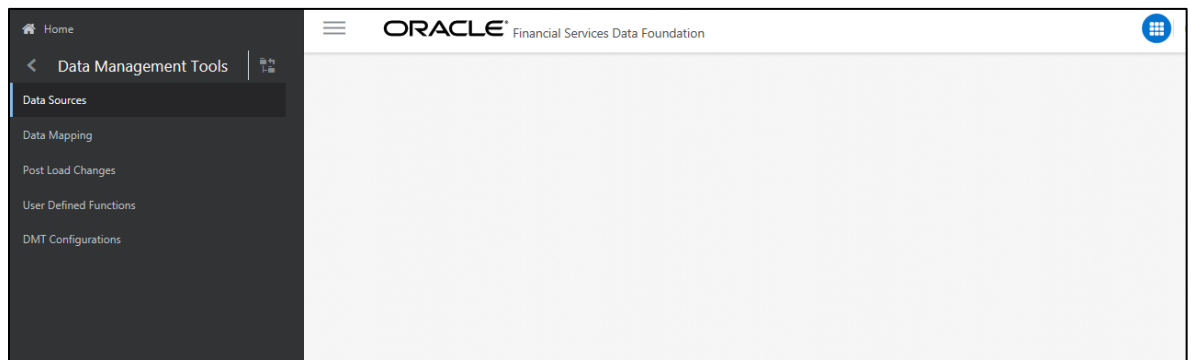 Home
ORACLE® Financial Services Data Foundation
Data Management Tools
Data Sources
Data Mapping
Post Load Changes
User Defined Functions
DMT Configurations